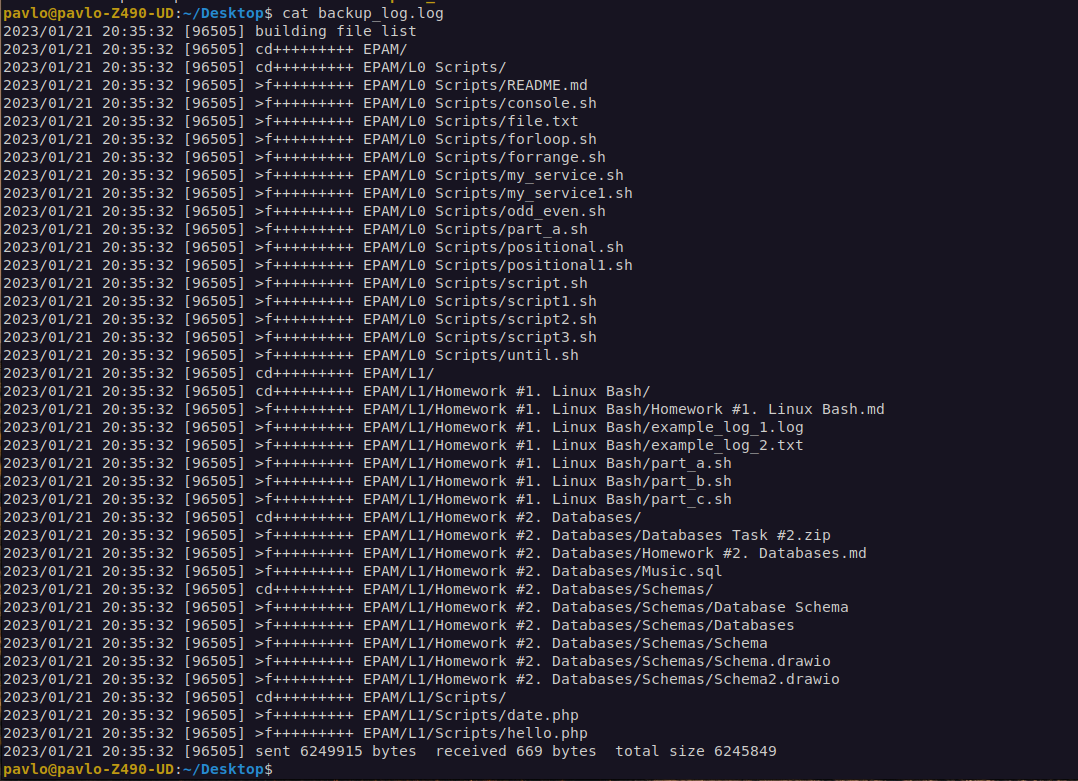 pavlo@pavlo-Z490-UD:~/Desktop$ cat backup_log.log
2023/01/21 20:35:32 [96505] building file list
2023/01/21 20:35:32 [96505] cd+++++++++ EPAM/
2023/01/21 20:35:32 [96505] cd+++++++++ EPAM/L0 Scripts/
2023/01/21 20:35:32 [96505] >f+++++++++ EPAM/L0 Scripts/README.md
2023/01/21 20:35:32 [96505] >f+++++++++ EPAM/L0 Scripts/console.sh
2023/01/21 20:35:32 [96505] >f+++++++++ EPAM/L0 Scripts/file.txt
2023/01/21 20:35:32 [96505] >f+++++++++ EPAM/L0 Scripts/forloop.sh
2023/01/21 20:35:32 [96505] >f+++++++++ EPAM/L0 Scripts/forrange.sh
2023/01/21 20:35:32 [96505] >f+++++++++ EPAM/L0 Scripts/my_service.sh
2023/01/21 20:35:32 [96505] >f+++++++++ EPAM/L0 Scripts/my_service1.sh
2023/01/21 20:35:32 [96505] >f+++++++++ EPAM/L0 Scripts/odd_even.sh
2023/01/21 20:35:32 [96505] >f+++++++++ EPAM/L0 Scripts/part_a.sh
2023/01/21 20:35:32 [96505] >f+++++++++ EPAM/L0 Scripts/positional.sh
2023/01/21 20:35:32 [96505] >f+++++++++ EPAM/L0 Scripts/positional1.sh
2023/01/21 20:35:32 [96505] >f+++++++++ EPAM/L0 Scripts/script.sh
2023/01/21 20:35:32 [96505] >f+++++++++ EPAM/L0 Scripts/script1.sh
2023/01/21 20:35:32 [96505] >f+++++++++ EPAM/L0 Scripts/script2.sh
2023/01/21 20:35:32 [96505] >f+++++++++ EPAM/L0 Scripts/script3.sh
2023/01/21 20:35:32 [96505] >f+++++++++ EPAM/L0 Scripts/until.sh
2023/01/21 20:35:32 [96505] cd+++++++++ EPAM/L1/
2023/01/21 20:35:32 [96505] cd+++++++++ EPAM/L1/Homework #1. Linux Bash/
2023/01/21 20:35:32 [96505] >f+++++++++ EPAM/L1/Homework #1. Linux Bash/Homework #1. Linux Bash.md
2023/01/21 20:35:32 [96505] >f+++++++++ EPAM/L1/Homework #1. Linux Bash/example_log_1.log
2023/01/21 20:35:32 [96505] >f+++++++++ EPAM/L1/Homework #1. Linux Bash/example_log_2.txt
2023/01/21 20:35:32 [96505] >f+++++++++ EPAM/L1/Homework #1. Linux Bash/part_a.sh
2023/01/21 20:35:32 [96505] >f+++++++++ EPAM/L1/Homework #1. Linux Bash/part_b.sh
2023/01/21 20:35:32 [96505] >f+++++++++ EPAM/L1/Homework #1. Linux Bash/part_c.sh
2023/01/21 20:35:32 [96505] cd+++++++++ EPAM/L1/Homework #2. Databases/
2023/01/21 20:35:32 [96505] >f+++++++++ EPAM/L1/Homework #2. Databases/Databases Task #2.zip
2023/01/21 20:35:32 [96505] >f+++++++++ EPAM/L1/Homework #2. Databases/Homework #2. Databases.md
2023/01/21 20:35:32 [96505] >f+++++++++ EPAM/L1/Homework #2. Databases/Music.sql
2023/01/21 20:35:32 [96505] cd+++++++++ EPAM/L1/Homework #2. Databases/Schemas/
2023/01/21 20:35:32 [96505] >f+++++++++ EPAM/L1/Homework #2. Databases/Schemas/Database Schema
2023/01/21 20:35:32 [96505] >f+++++++++ EPAM/L1/Homework #2. Databases/Schemas/Databases
2023/01/21 20:35:32 [96505] >f+++++++++ EPAM/L1/Homework #2. Databases/Schemas/Schema
2023/01/21 20:35:32 [96505] >f+++++++++ EPAM/L1/Homework #2. Databases/Schemas/Schema.drawio
2023/01/21 20:35:32 [96505] >f+++++++++ EPAM/L1/Homework #2. Databases/Schemas/Schema2.drawio
2023/01/21 20:35:32 [96505] cd+++++++++ EPAM/L1/Scripts/
2023/01/21 20:35:32 [96505] >f+++++++++ EPAM/L1/Scripts/date.php
2023/01/21 20:35:32 [96505] >f+++++++++ EPAM/L1/Scripts/hello.php
2023/01/21 20:35:32 [96505] sent 6249915 bytes  received 669 bytes  total size 6245849
pavlo@pavlo-Z490-UD:~/Desktop$